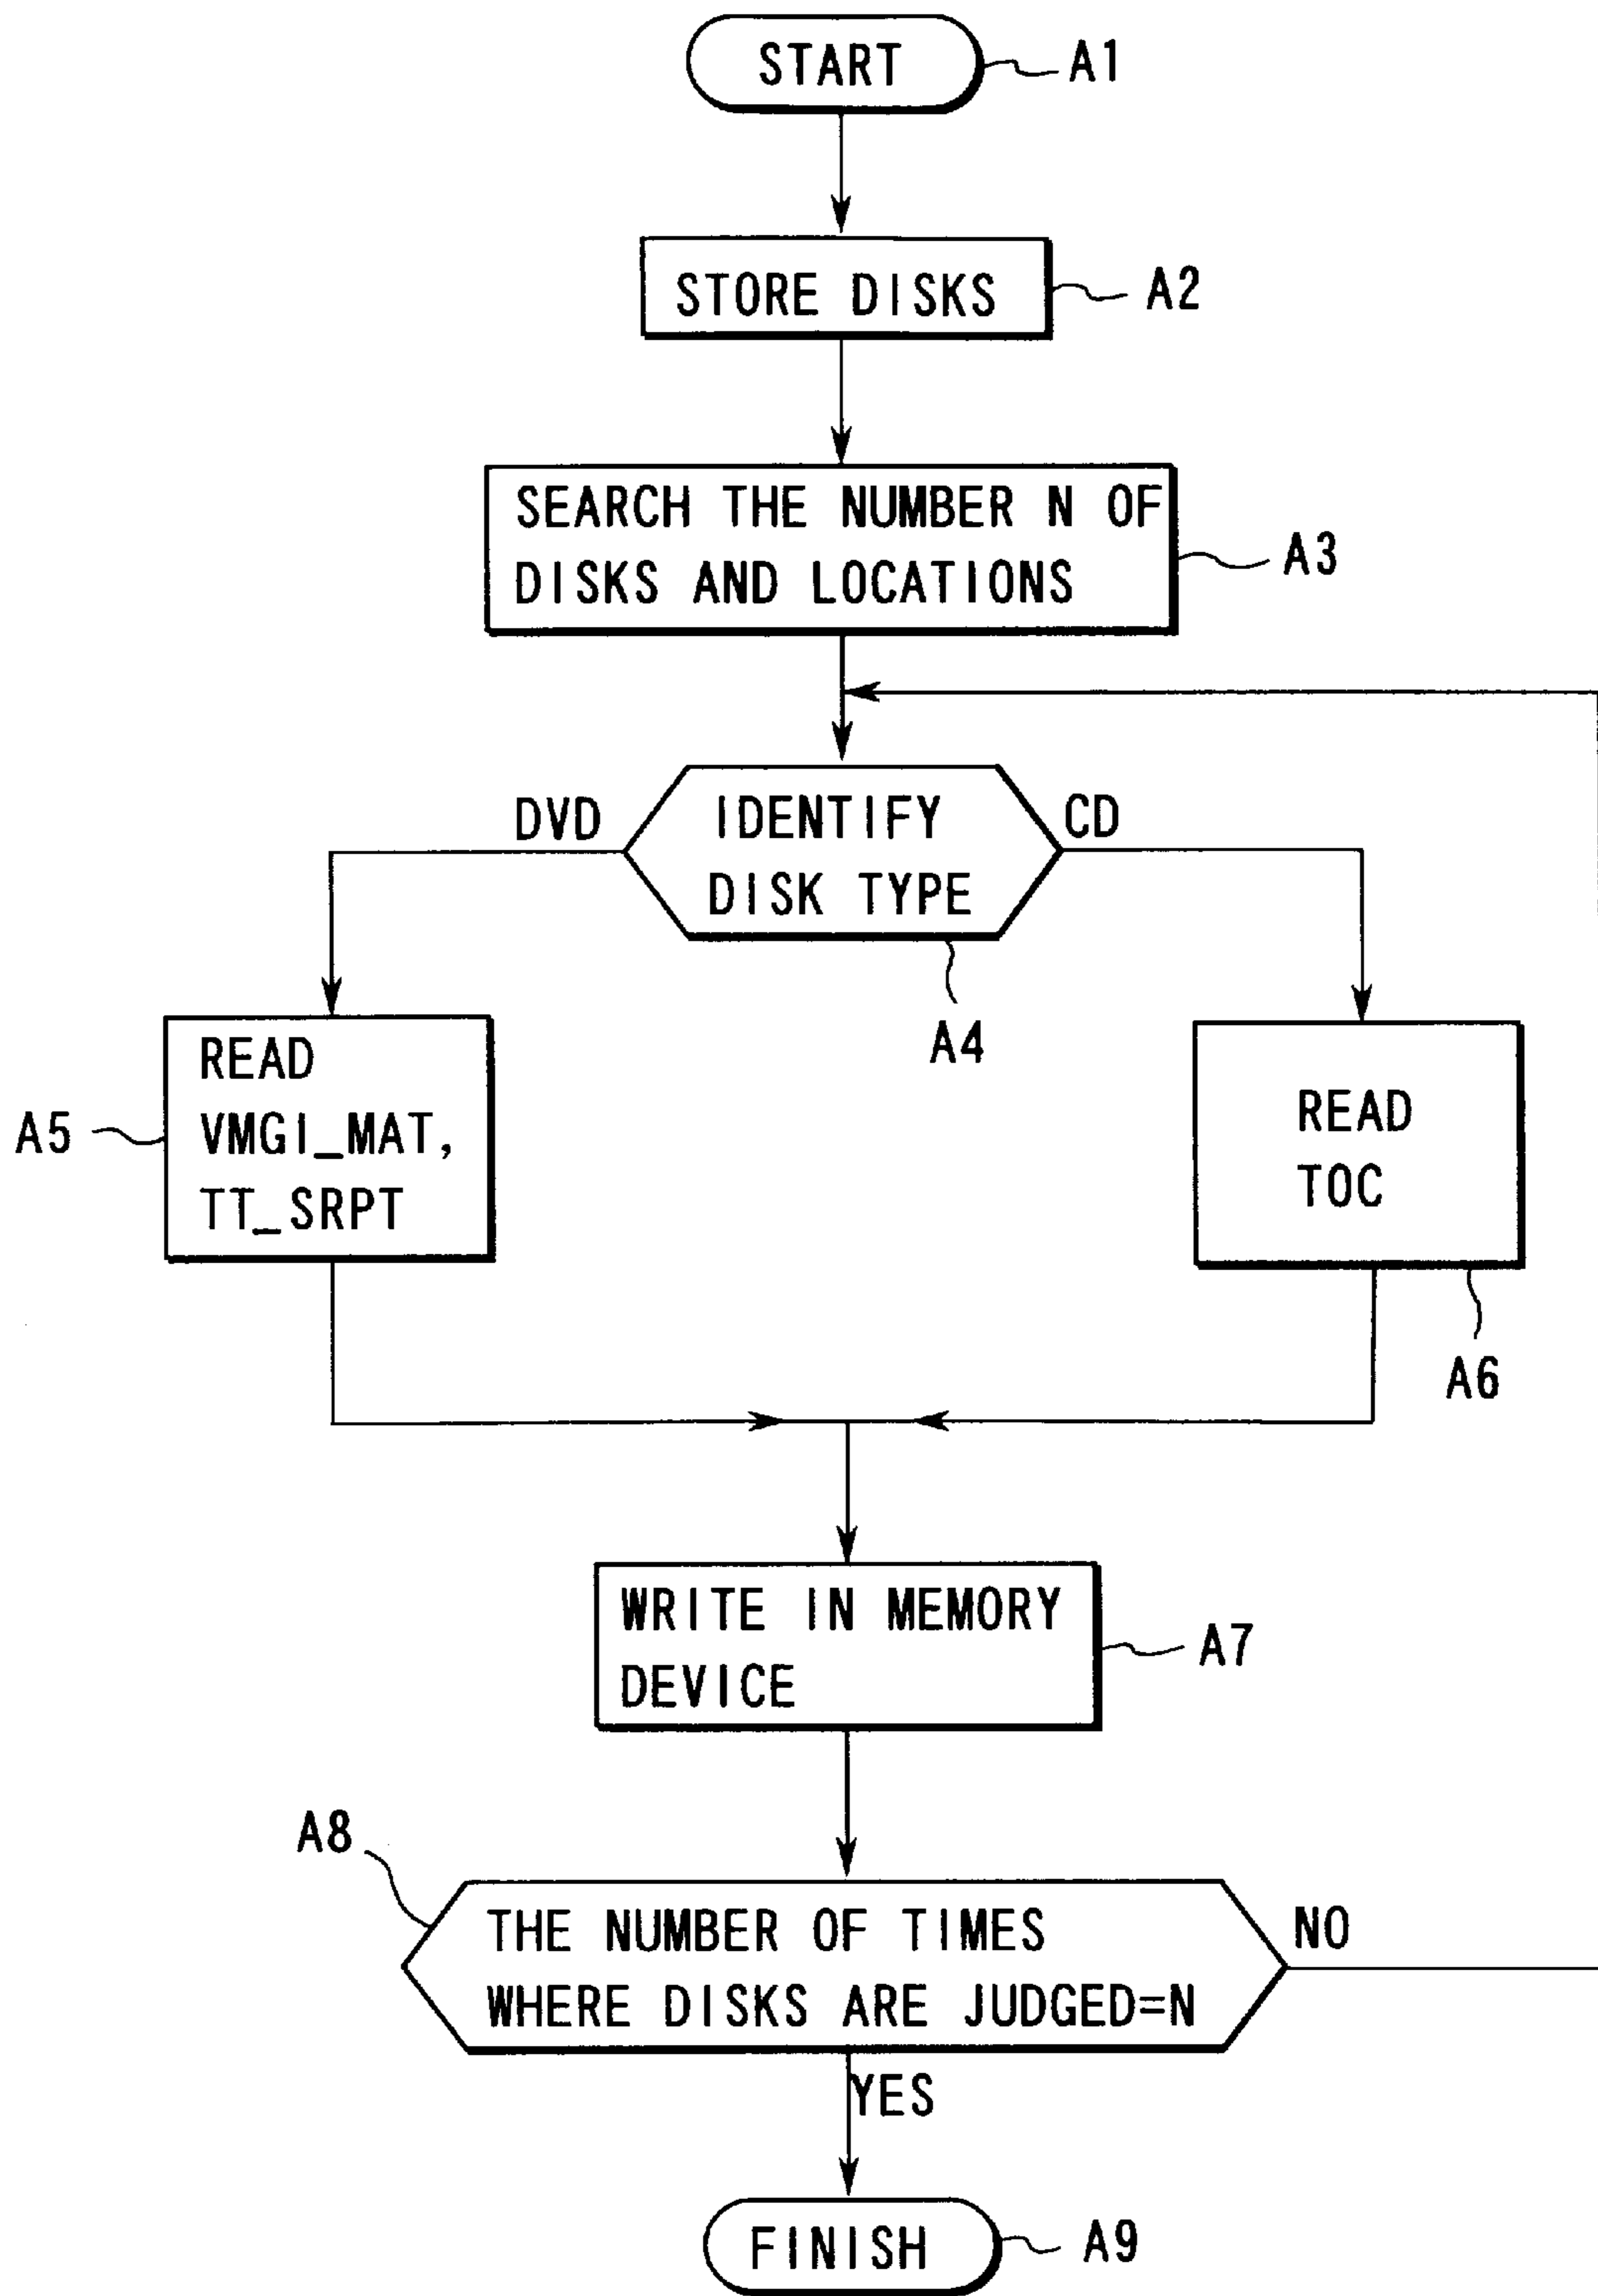 START
A1
STORE DISKS
A2
SEARCH THE NUMBER N OF
DISKS AND LOCATIONS
A3
DVD
IDENTIFY
DISK TYPE
CD
A4
READ
VMGI_MAT,
TT_SRPT
A5
READ
TOC
A6
WRITE IN MEMORY
DEVICE
A7
A8
THE NUMBER OF TIMES
WHERE DISKS ARE JUDGED=N
NO
YES
FINISH
A9